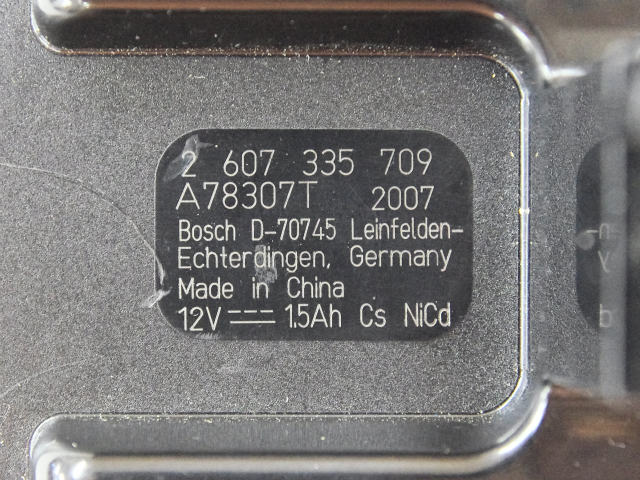 2 607 335 709
A78307T 2007
Bosch D-70745 Leinfelden-
Echterdingen, Germany
Made in China
12V 1.5Ah Cs NiCd